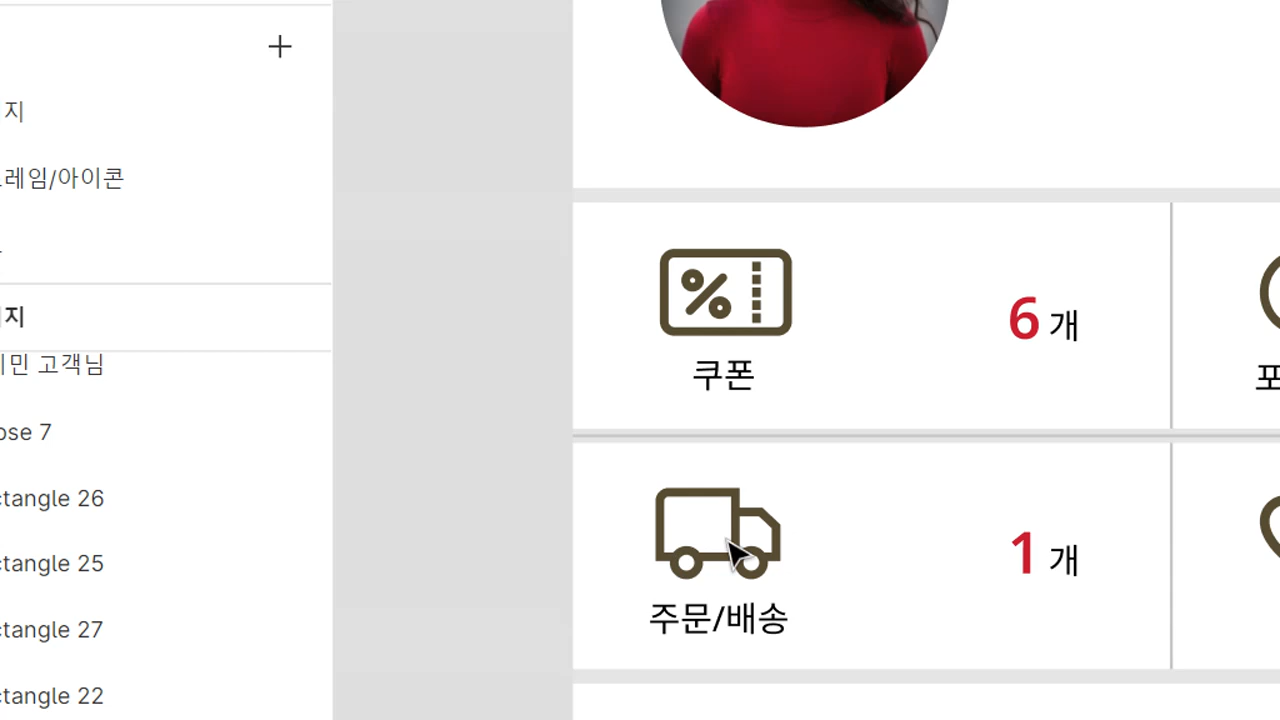 지
레임/아이콘
지
민 고객님
ose 7
ctangle 26
ctangle 25
ctangle 27
ctangle 22
%
쿠폰
6 개
포
주문/배송
1 개